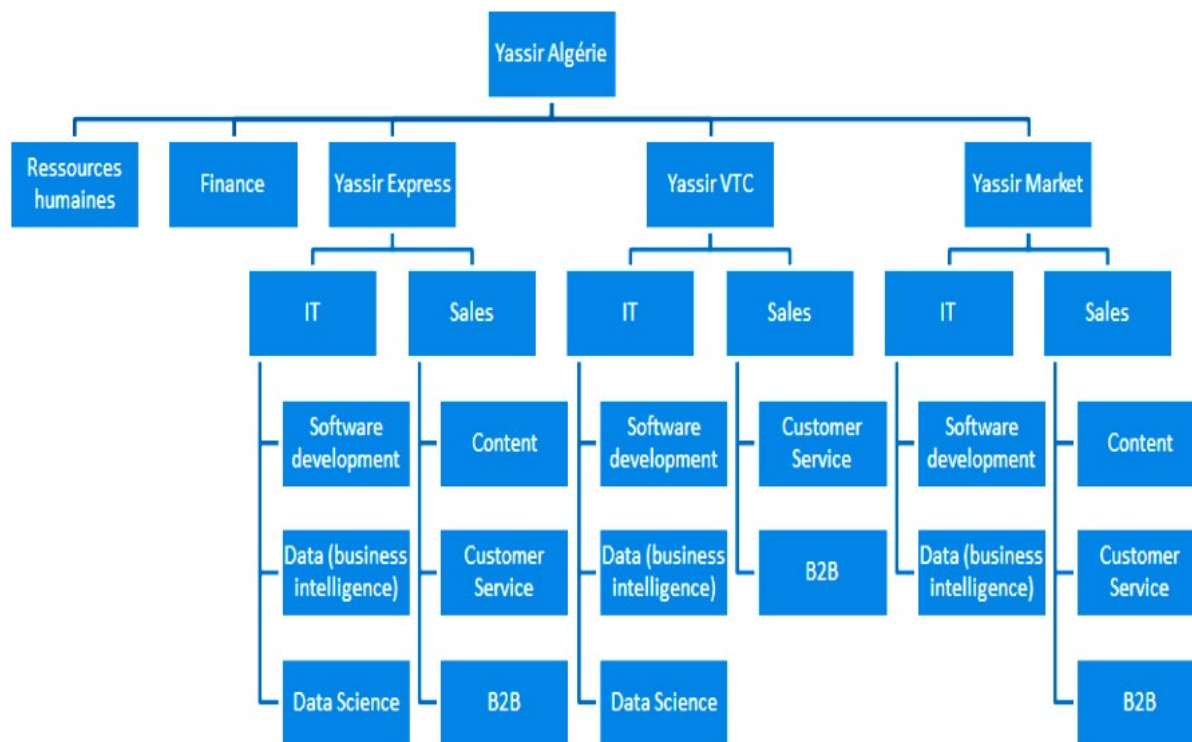 Yassir Algérie
Ressources
humaines
Finance
Yassir Express
Yassir VTC
Yassir Market
IT
Sales
IT
Sales
IT
Sales
Software
development
Content
Software
development
Customer
Service
Software
development
Content
Data (business
intelligence)
Customer
Service
Data (business
intelligence)
B2B
Data (business
intelligence)
Customer
Service
Data Science
B2B
Data Science
B2B